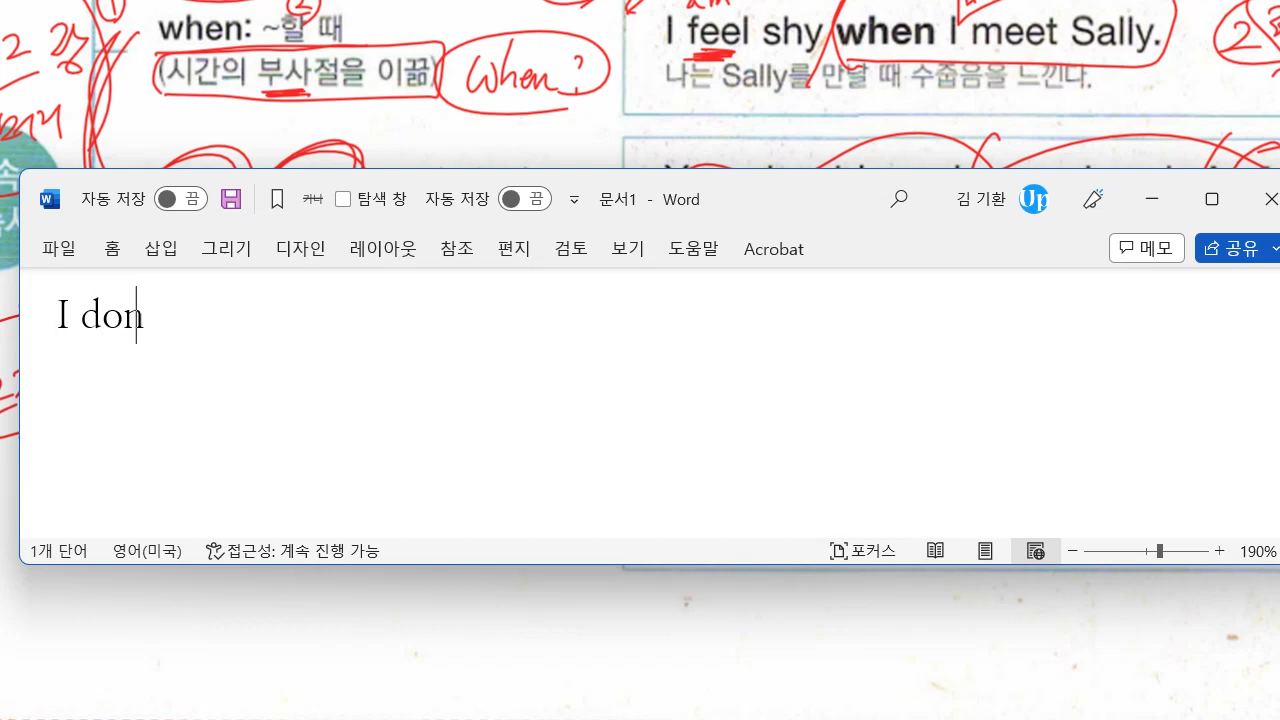 when: ~할 때
(시간의 부사절을 이끎)
when?
am
I feel shy when I meet Sally.
나는 Sally를 만날 때 수줍음을 느낀다.
자동 저장 끔 탐색 창 자동 저장 끔 문서1 - Word 김 기환 Up
파일 홈 삽입 그리기 디자인 레이아웃 참조 편지 검토 보기 도움말 Acrobat 메모 공유
I don
1개 단어 영어(미국) 접근성: 계속 진행 가능 포커스 190%